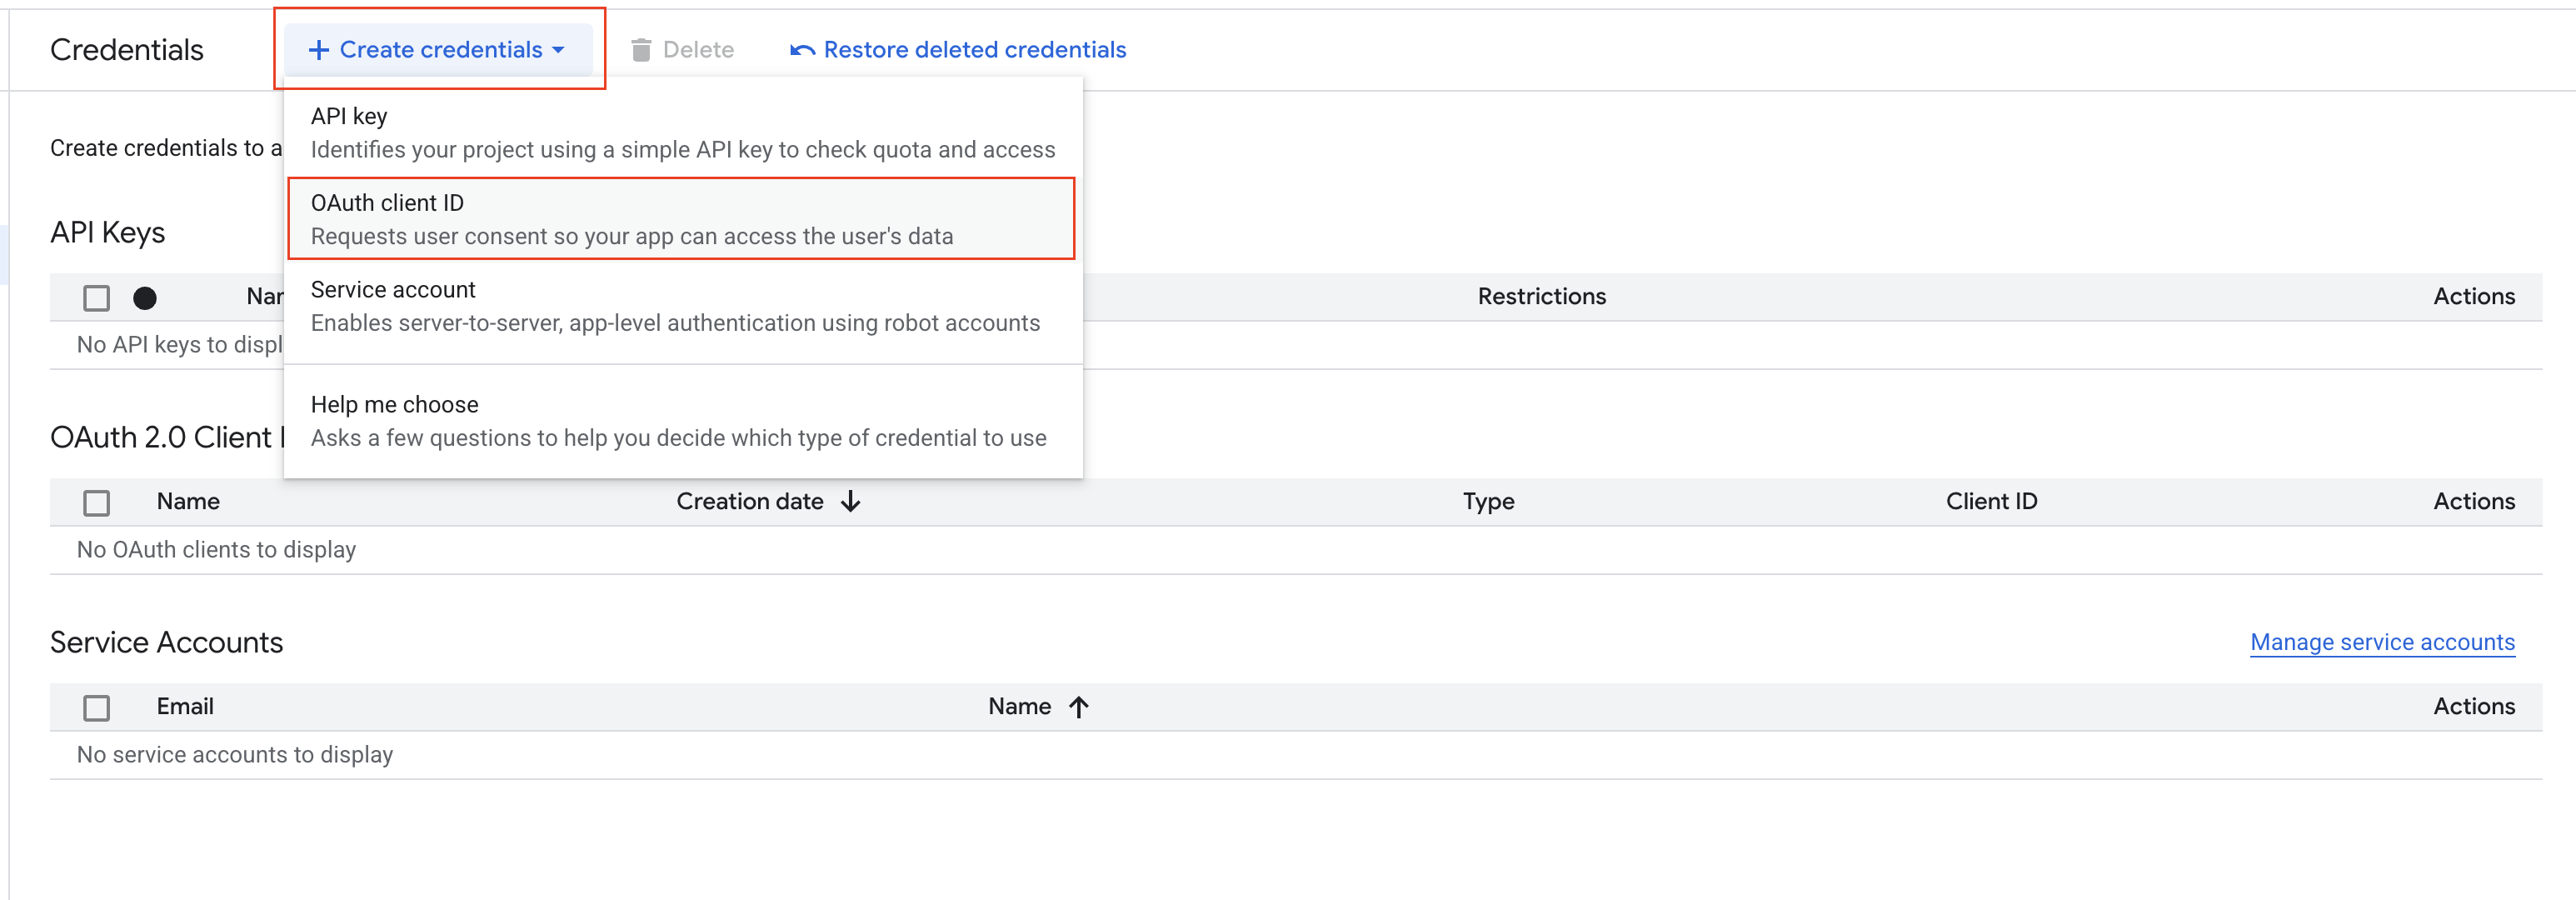 Credentials
Create credentials
Delete
Restore deleted credentials
API key
Identifies your project using a simple API key to check quota and access
OAuth client ID
Requests user consent so your app can access the user's data
Service account
Enables server-to-server, app-level authentication using robot accounts
Help me choose
Asks a few questions to help you decide which type of credential to use
Create credentials to a
API Keys
Nar
Restrictions
Actions
No API keys to displ
OAuth 2.0 Client
Name
Creation date
Type
Client ID
Actions
No OAuth clients to display
Service Accounts
Manage service accounts
Email
Name
Actions
No service accounts to display